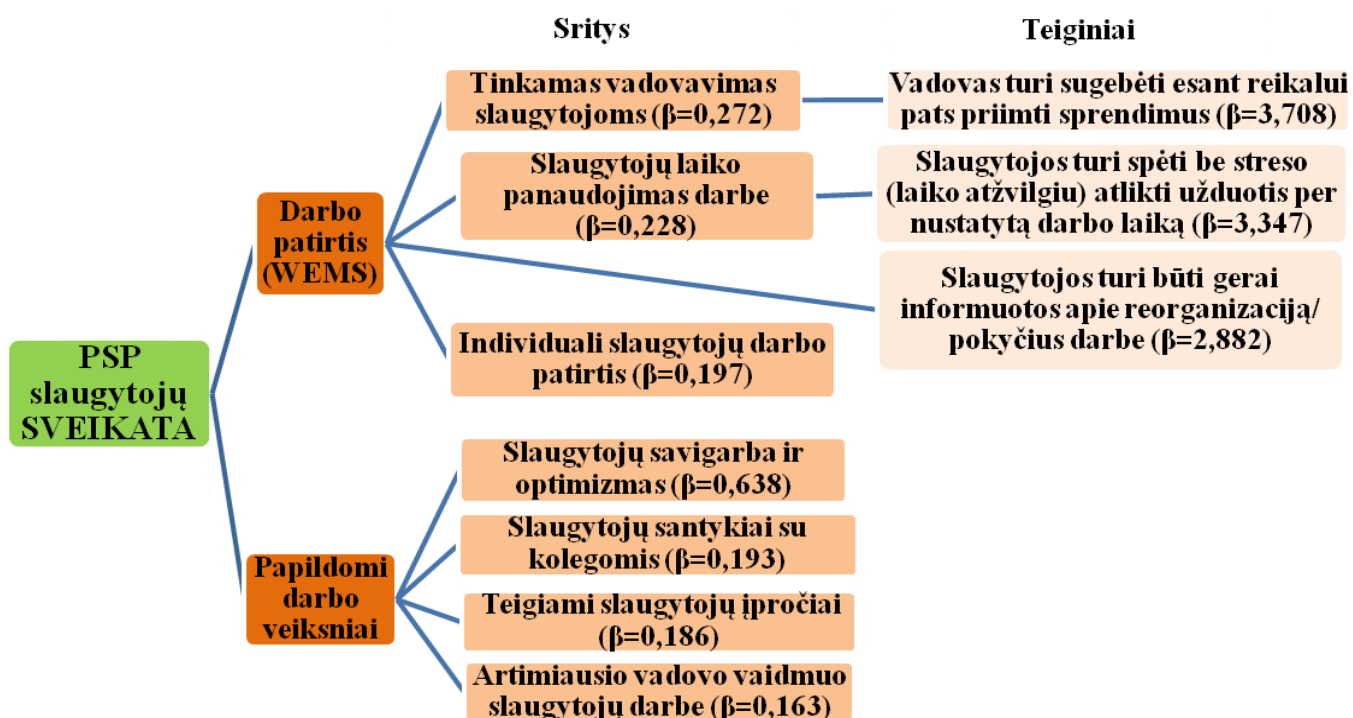 Sritys
Teiginiai
Tinkamas vadovavimas
slaugytojoms (β=0,272)
Vadovas turi sugebėti esant reikalui
pats priimti sprendimus (β=3,708)
Slaugytojų laiko
panaudojimas darbe
(β=0,228)
Slaugytojos turi spėti be streso
(laiko atžvilgiu) atlikti užduotis per
nustatytą darbo laiką (β=3,347)
Darbo
patirtis
(WEMS)
Slaugytojos turi būti gerai
informuotos apie reorganizaciją/
pokyčius darbe (β=2,882)
Individuali slaugytojų darbo
patirtis (β=0,197)
PSP
slaugytojų
SVEIKATA
Slaugytojų savigarba ir
optimizmas (β=0,638)
Slaugytojų santykiai su
kolegomis (β=0,193)
Papildomi
darbo
veiksniai
Teigiami slaugytojų įpročiai
(β=0,186)
Artimiausio vadovo vaidmuo
slaugytojų darbe (β=0,163)